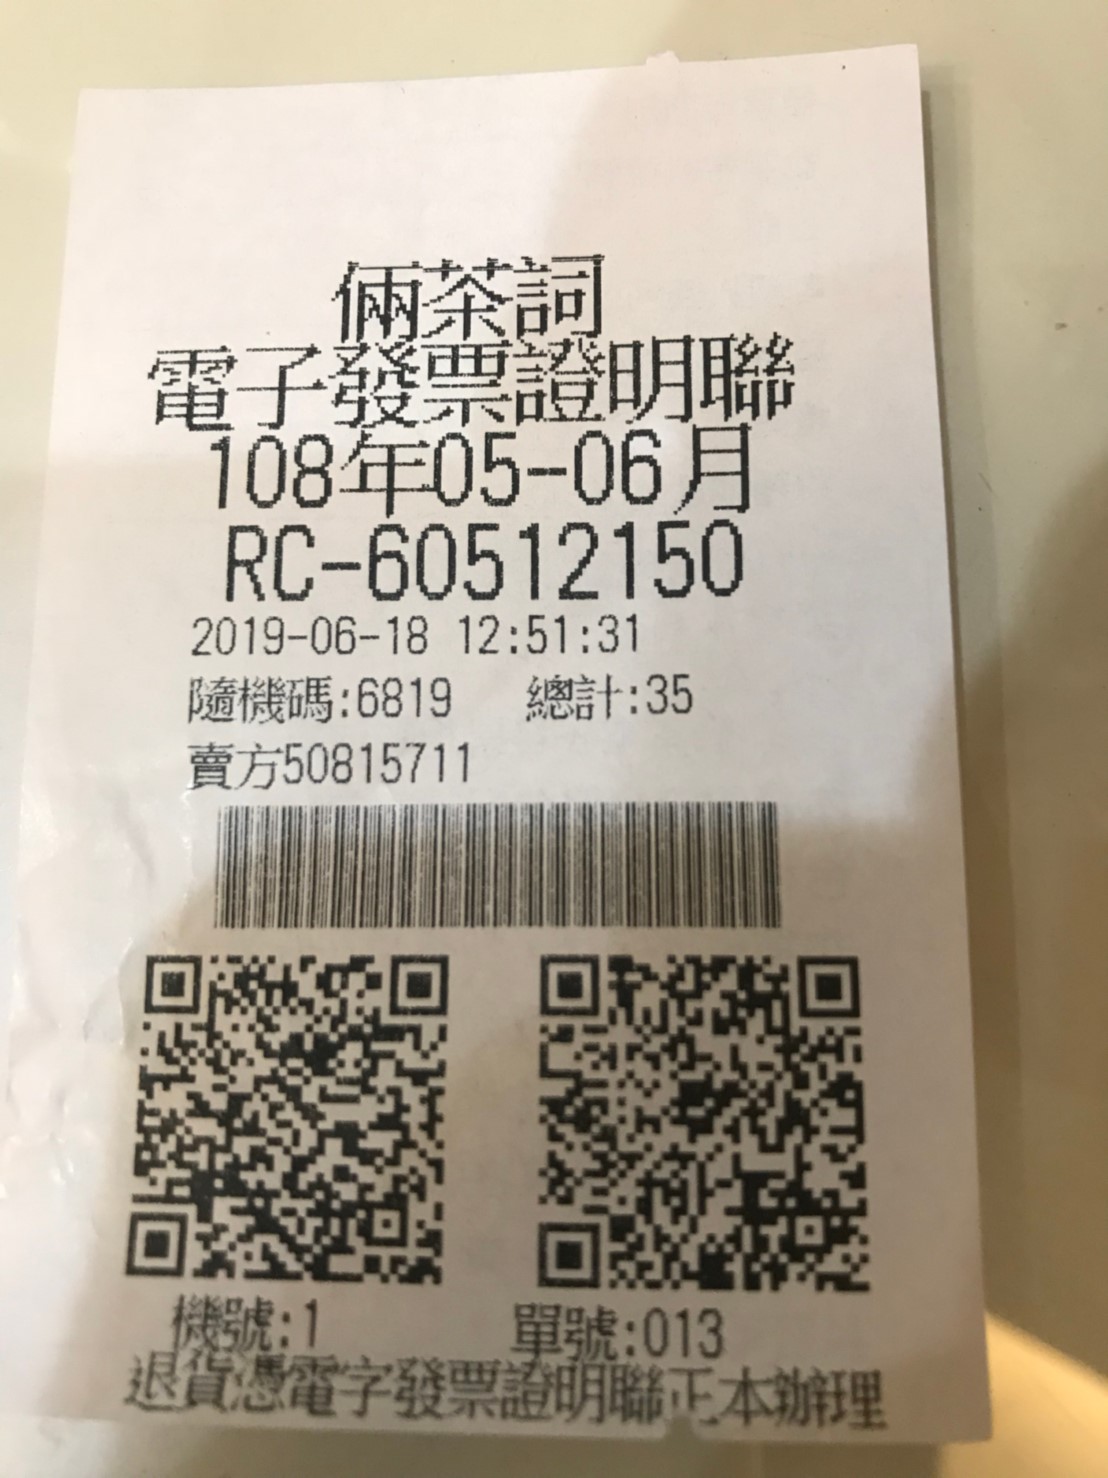 倆茶詞
電子發票證明聯
108年05-06月
RC-60512150
2019-06-18 12:51:31
隨機碼:6819 總計:35
賣方50815711
機號:1 單號:013
退貨憑電字發票證明聯正本辦理